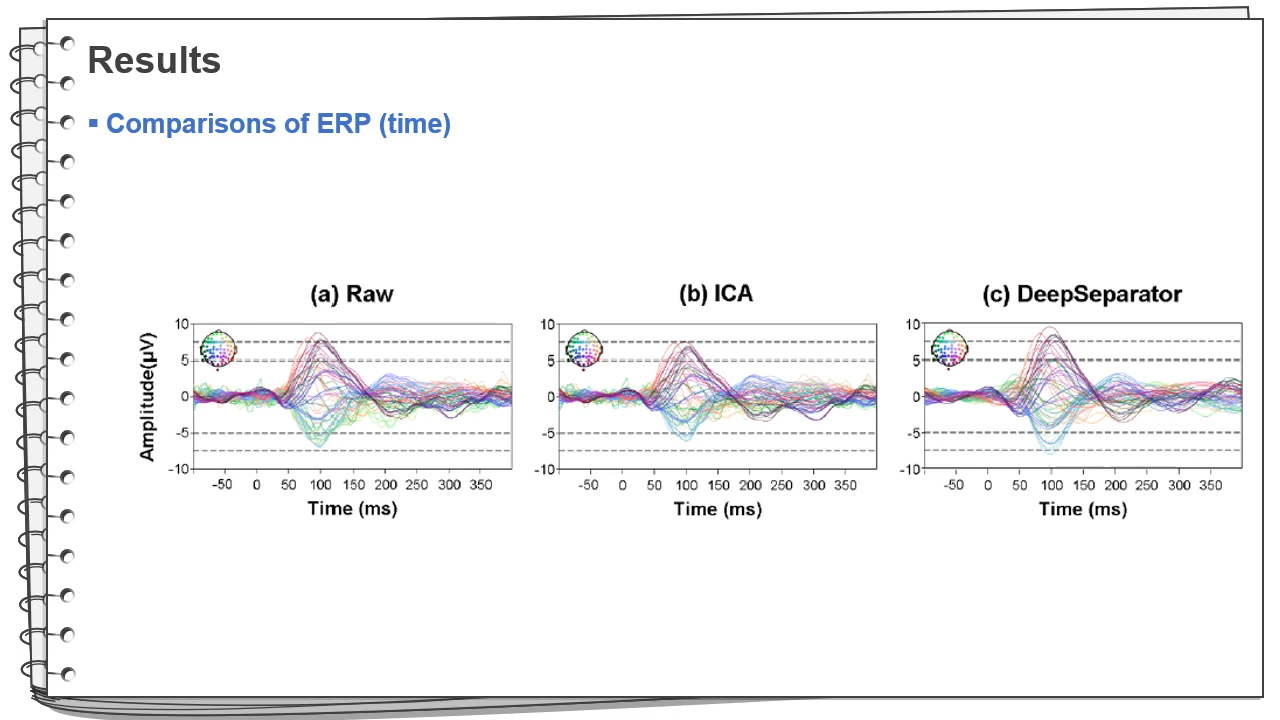 Results
▪ Comparisons of ERP (time)
(a) Raw
(b) ICA
(c) DeepSeparator
Amplitude(μV)
10
5
0
-5
-10
-50 0 50 100 150 200 250 300 350
Time (ms)
10
5
0
-5
-10
-50 0 50 100 150 200 250 300 350
Time (ms)
10
5
0
-5
-10
-50 0 50 100 150 200 250 300 350
Time (ms)